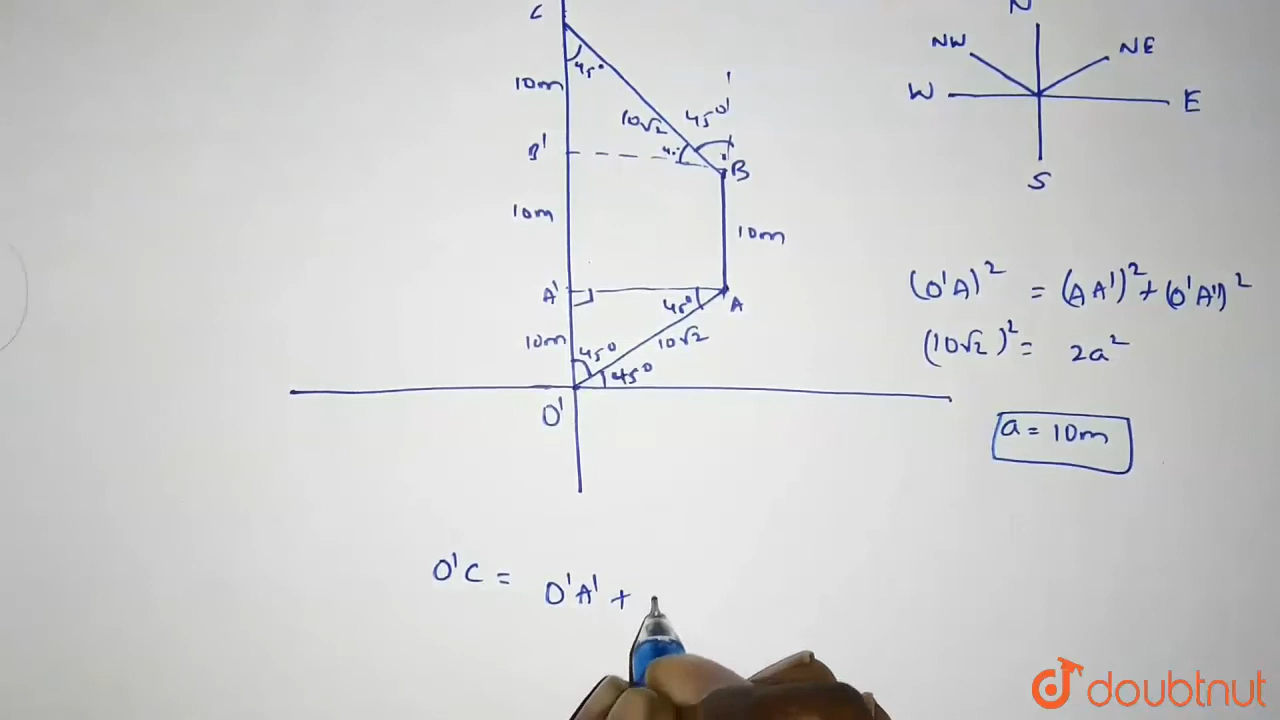 C
N
NW
NE
W
E
S
45°
10m
10√2
45°
B'
B
10m
10m
A'
45°
A
10m
45°
10√2
45°
O'
(O'A)² = (AA')² + (O'A')²
(10√2)² = 2a²
a = 10m
O'C = O'A' +
doubtnut